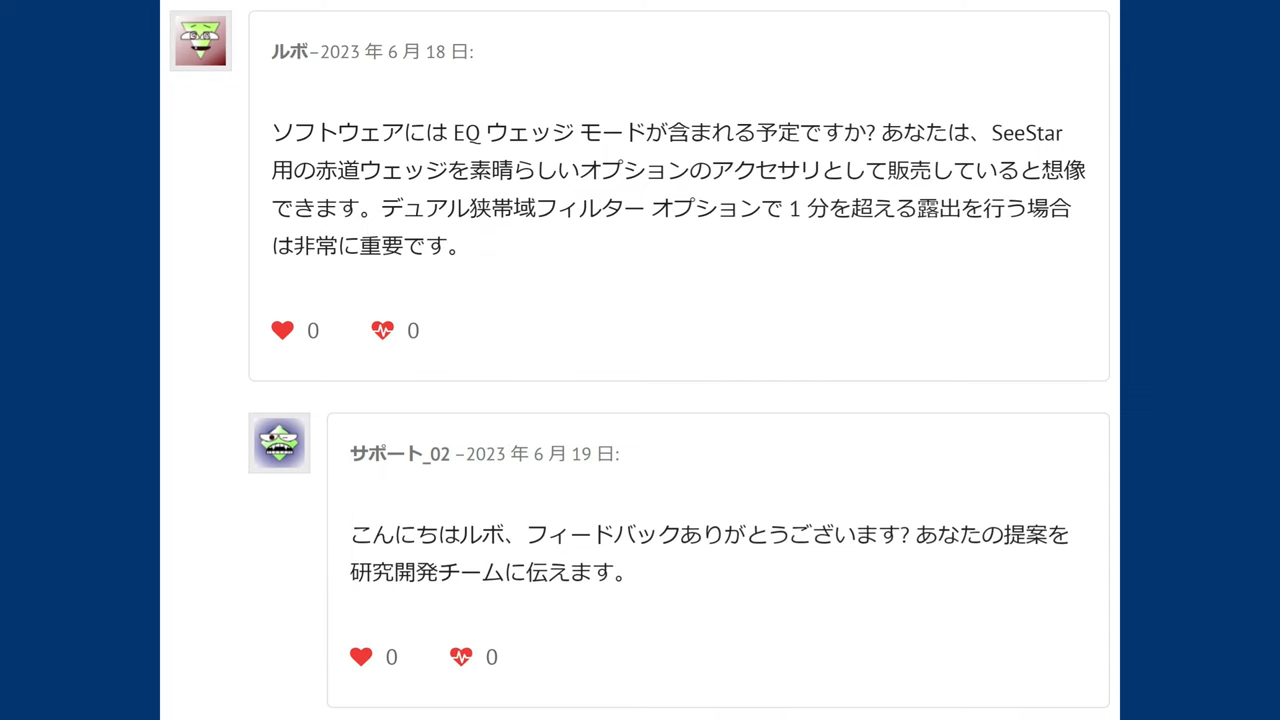 ルボ–2023 年 6 月 18 日:
ソフトウェアには EQ ウェッジ モードが含まれる予定ですか? あなたは、SeeStar
用の赤道ウェッジを素晴らしいオプションのアクセサリとして販売していると想像
できます。デュアル狭帯域フィルター オプションで 1 分を超える露出を行う場合
は非常に重要です。
0 0
サポート_02 –2023 年 6 月 19 日:
こんにちはルボ、フィードバックありがとうございます? あなたの提案を
研究開発チームに伝えます。
0 0